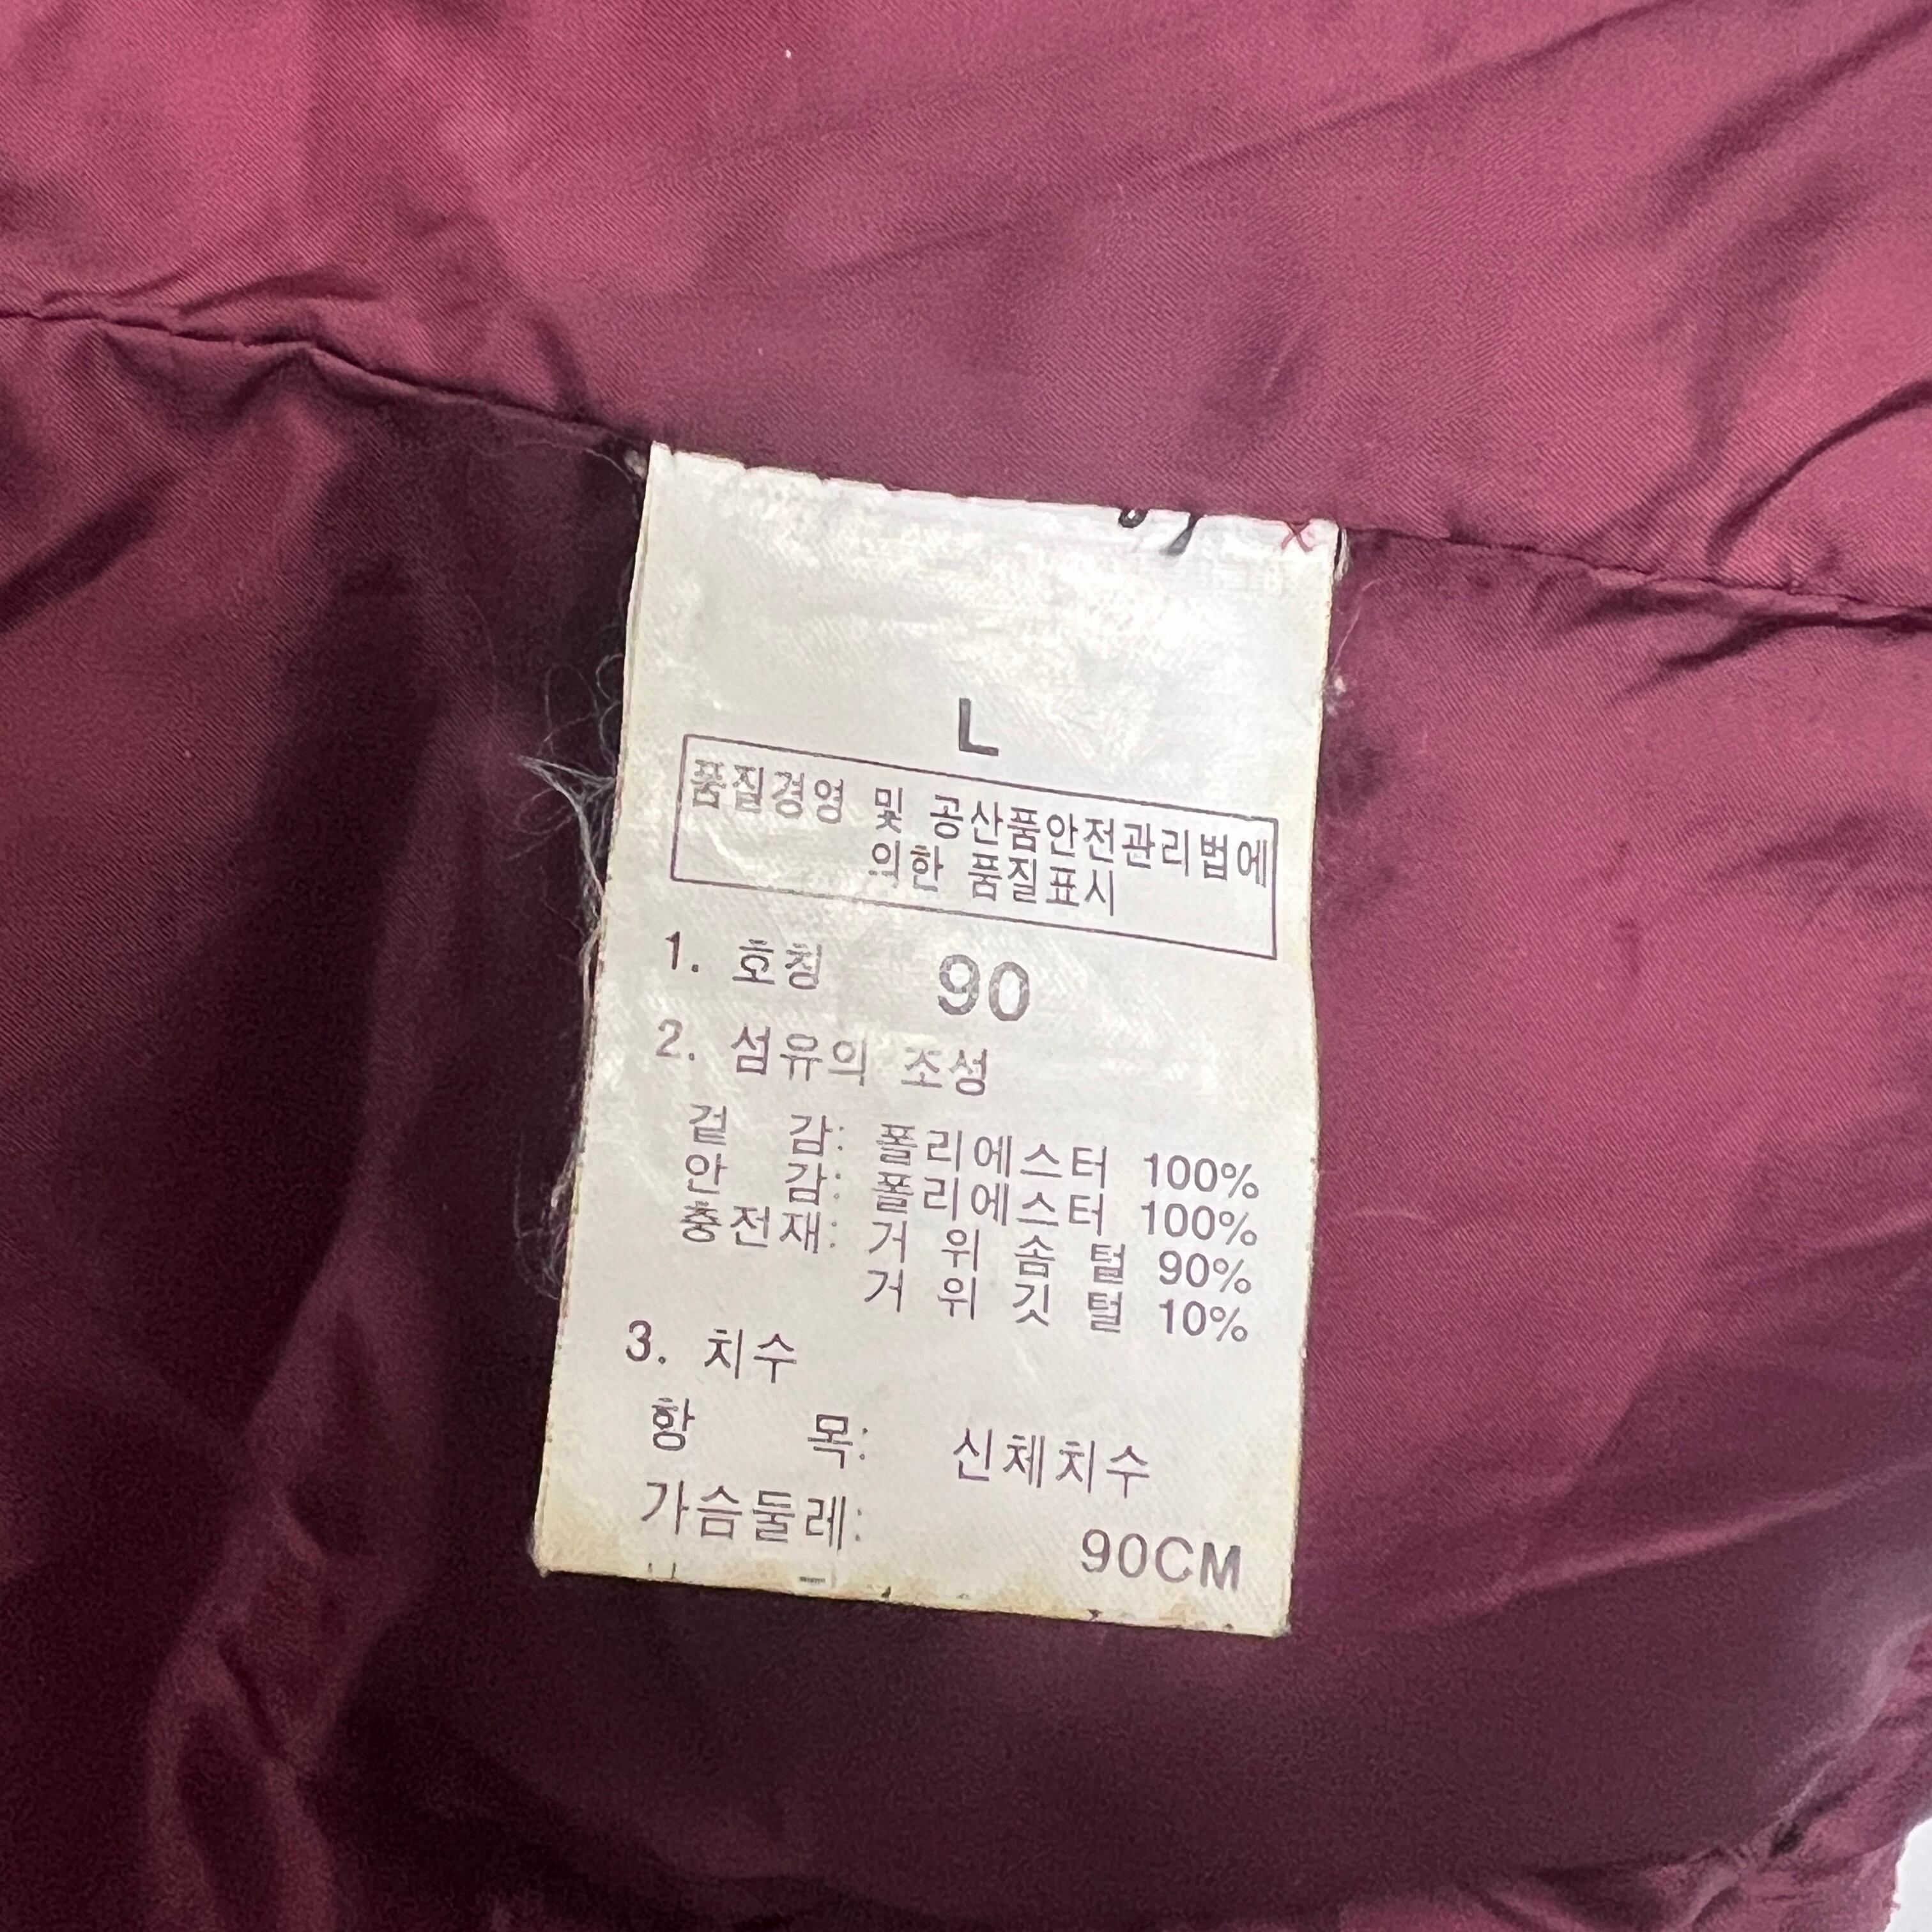 L
품질경영 및 공산품안전관리법에
의한 품질표시
1. 호칭 90
2. 섬유의 조성
겉 감: 폴리에스터 100%
안 감: 폴리에스터 100%
충전재: 거 위 솜 털 90%
거 위 깃 털 10%
3. 치수
항 목: 신체치수
가슴둘레: 90CM